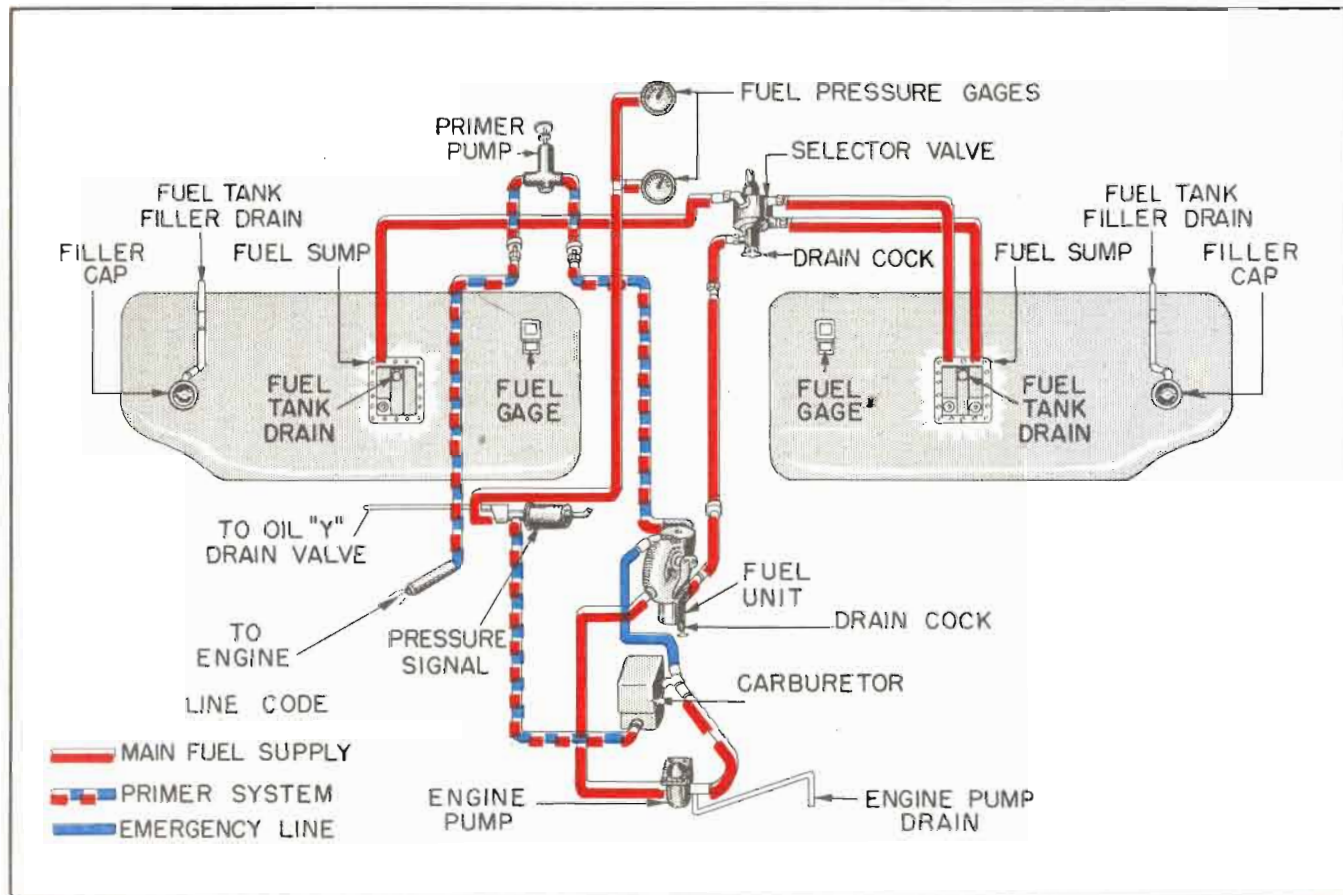 FUEL PRESSURE GAGES
PRIMER
PUMP
SELECTOR VALVE
FUEL TANK
FILLER DRAIN
FUEL TANK
FILLER DRAIN
FILLER
CAP
FUEL SUMP
DRAIN COCK
FUEL SUMP
FILLER
CAP
FUEL
TANK
DRAIN
FUEL
GAGE
FUEL
GAGE
FUEL
TANK
DRAIN
TO OIL "Y"
DRAIN VALVE
FUEL
UNIT
DRAIN COCK
TO
ENGINE
PRESSURE
SIGNAL
CARBURETOR
LINE CODE
MAIN FUEL SUPPLY
PRIMER SYSTEM
EMERGENCY LINE
ENGINE
PUMP
ENGINE PUMP
DRAIN